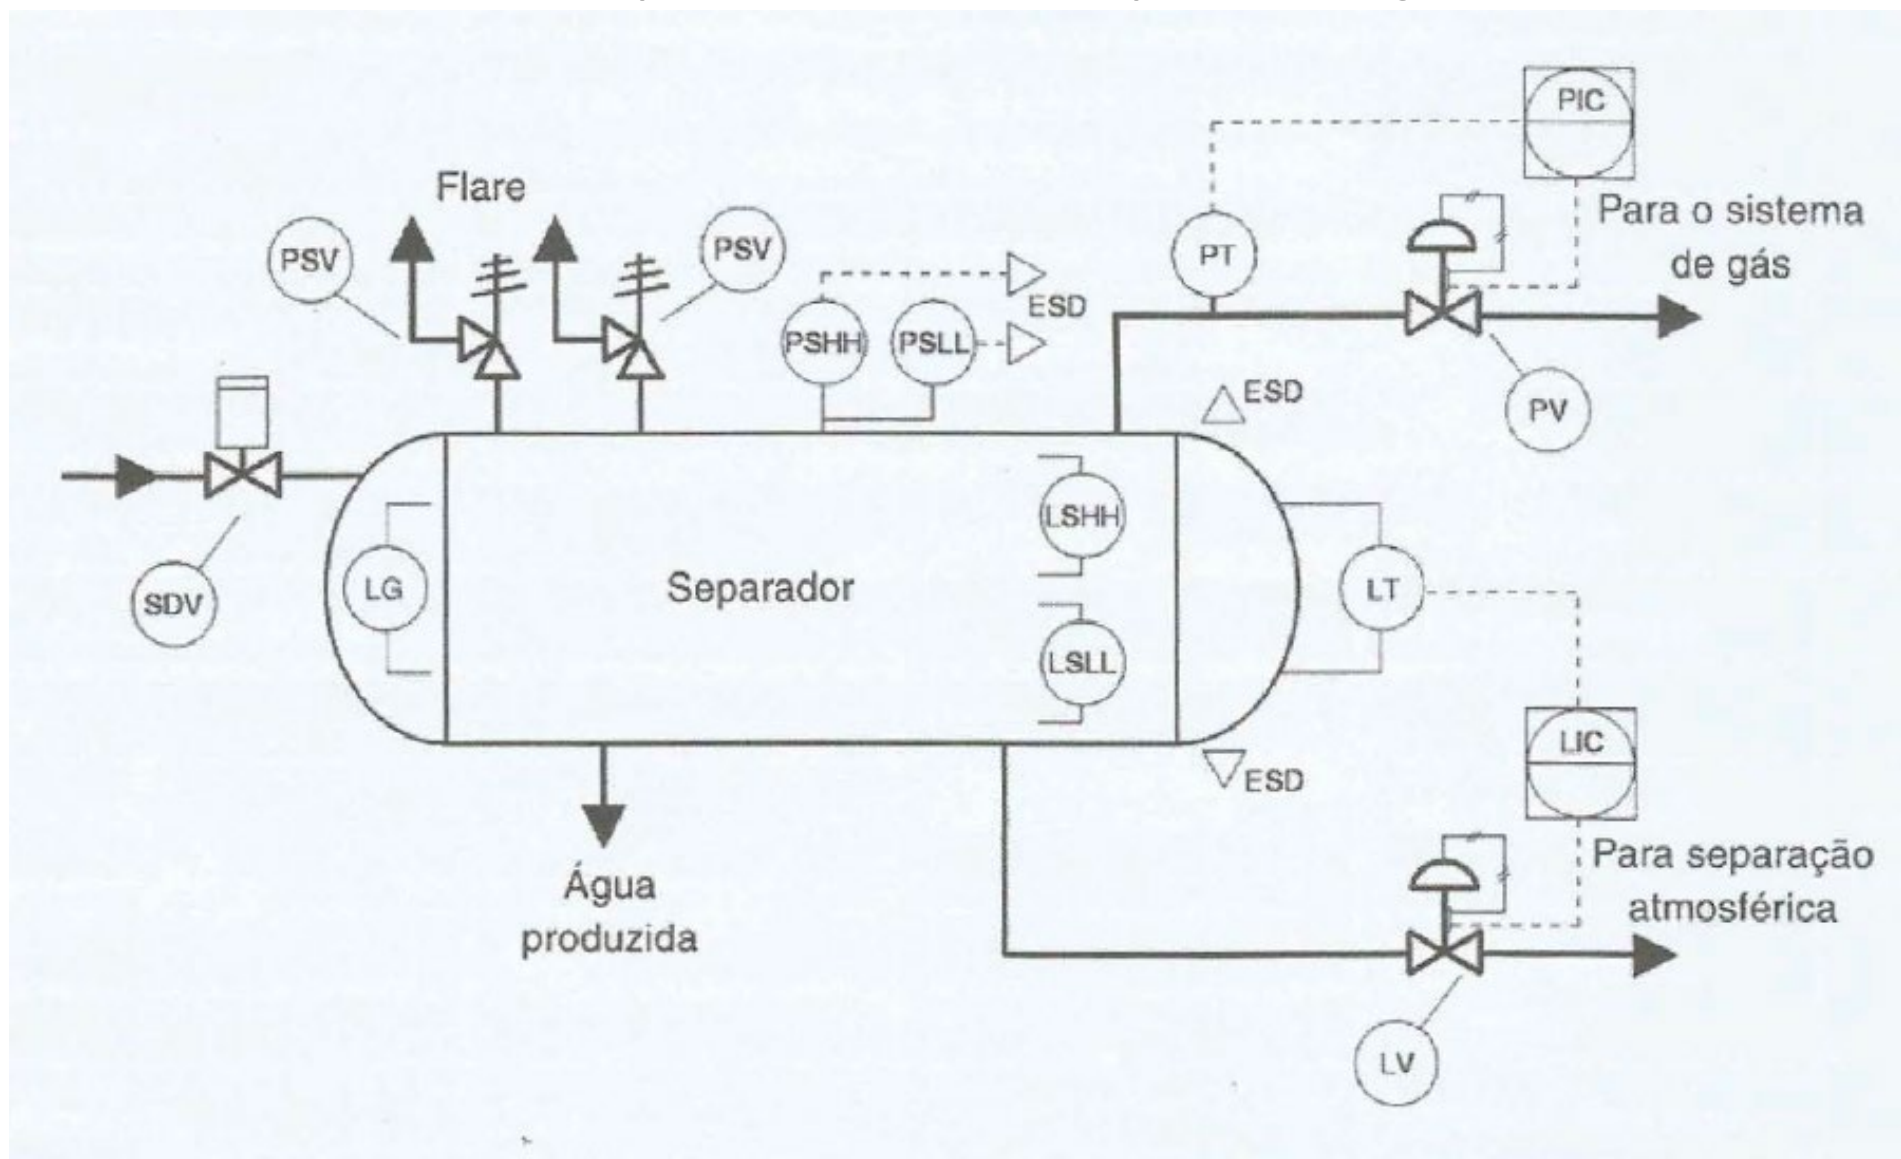 PIC
Flare
Para o sistema
de gás
PSV
PSV
PT
ESD
PSHH
PSLL
ESD
PV
LSHH
SDV
LG
Separador
LT
LSLL
LIC
ESD
Água
produzida
Para separação
atmosférica
LV